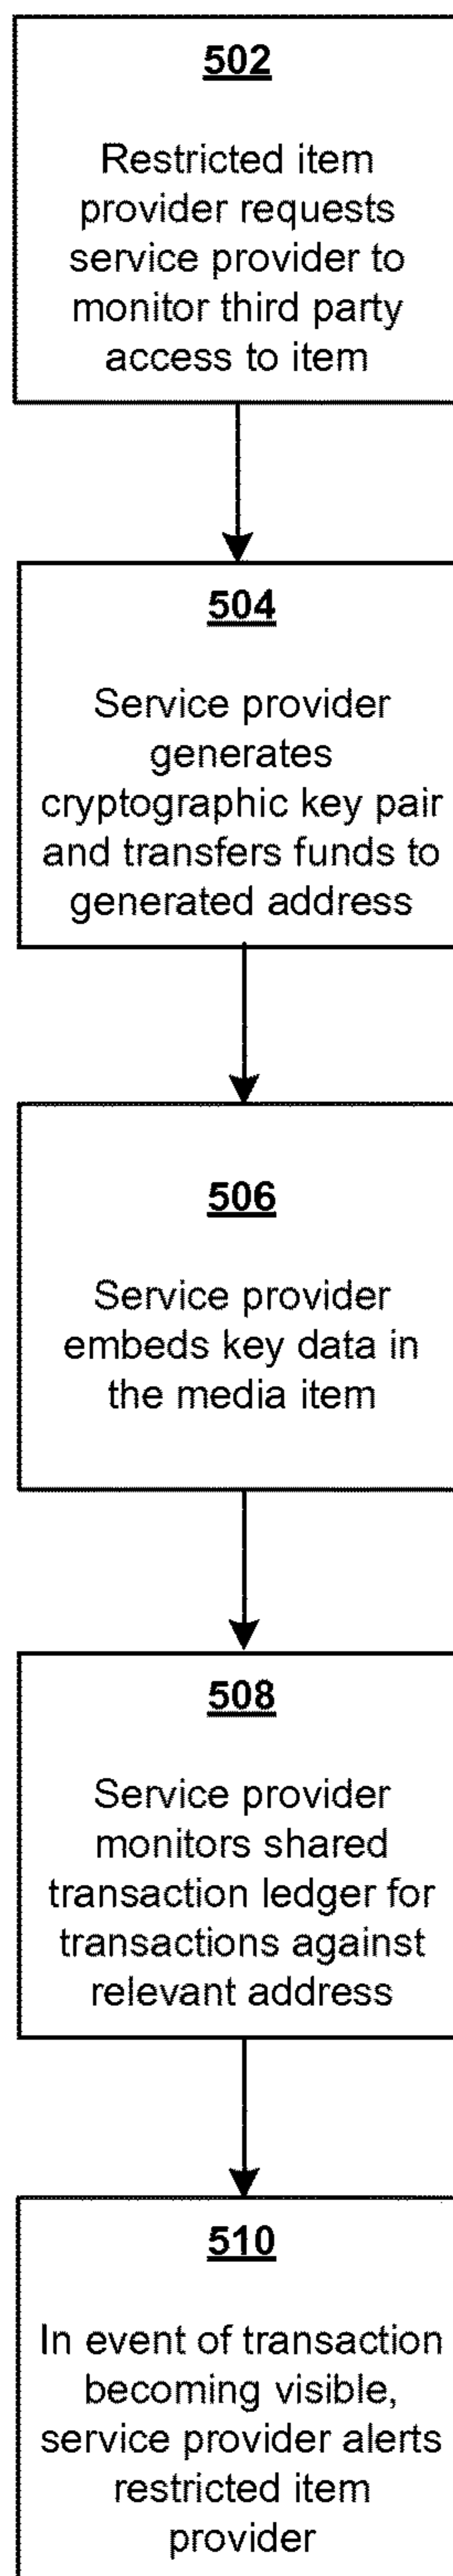 502
Restricted item
provider requests
service provider to
monitor third party
access to item
504
Service provider
generates
cryptographic key pair
and transfers funds to
generated address
506
Service provider
embeds key data in
the media item
508
Service provider
monitors shared
transaction ledger for
transactions against
relevant address
510
In event of transaction
becoming visible,
service provider alerts
restricted item
provider